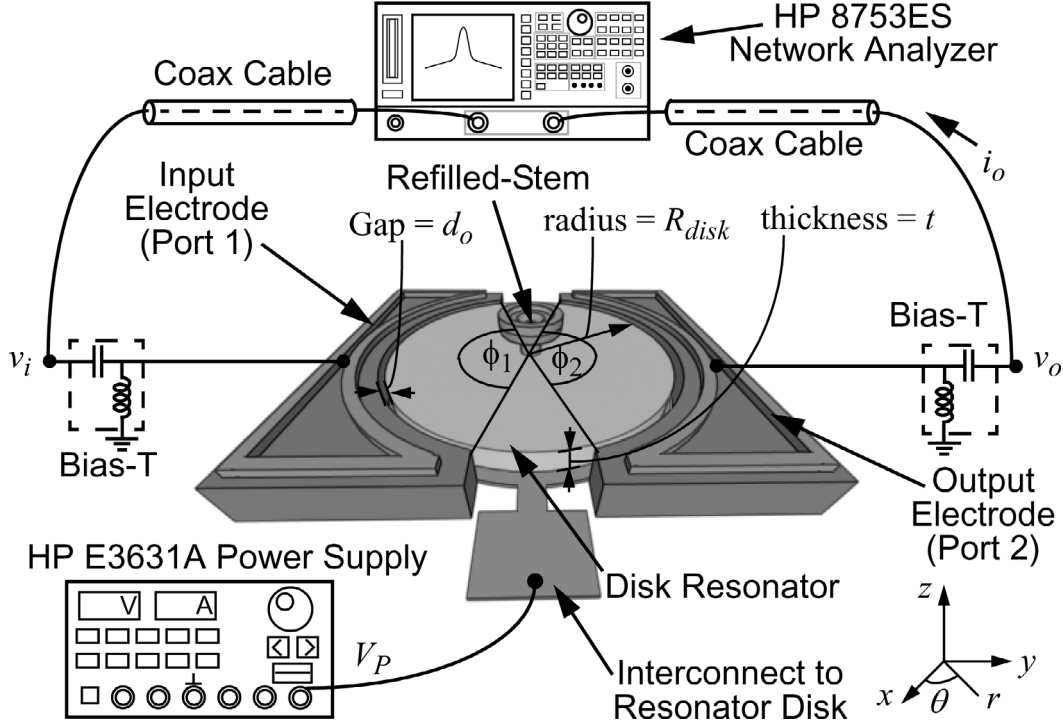 HP 8753ES
Network Analyzer
Coax Cable
Coax Cable
i_o
Input
Electrode
(Port 1)
Refilled-Stem
Gap = d_o
radius = R_disk
thickness = t
Bias-T
v_i
ϕ_1
ϕ_2
v_o
Bias-T
Output
Electrode
(Port 2)
HP E3631A Power Supply
V
A
Disk Resonator
V_P
Interconnect to
Resonator Disk
z
y
x
θ
r